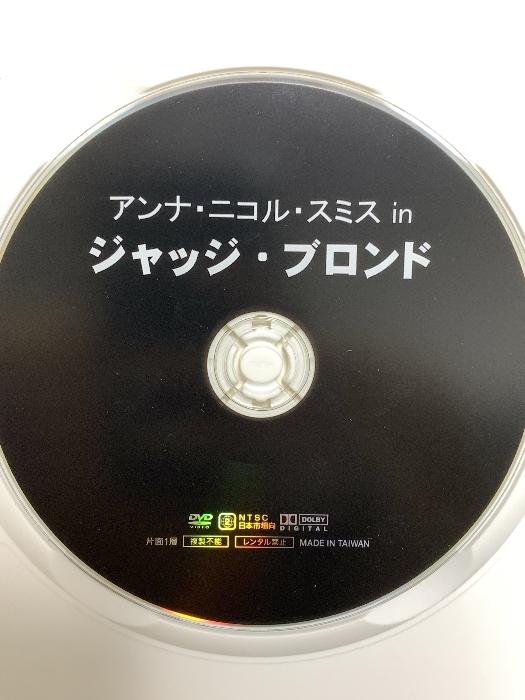 アンナ・ニコル・スミス in
ジャッジ・ブロンド
DVD VIDEO
2 NTSC 日本市場向
DOLBY DIGITAL
片面1層 複製不能 レンタル禁止 MADE IN TAIWAN